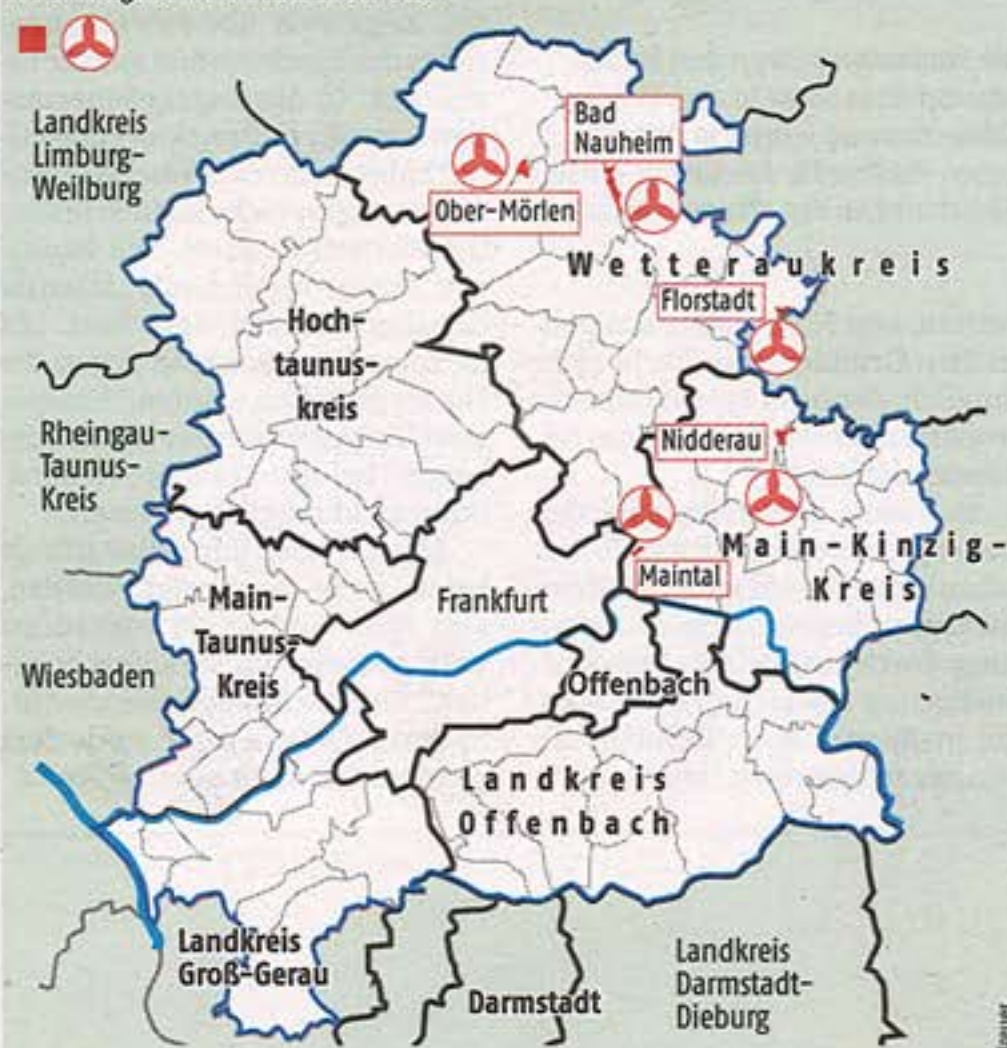 Landkreis
Limburg-
Weilburg
Bad
Nauheim
Ober-Mörlen
Wetteraukreis
Florstadt
Hoch-
taunus-
kreis
Rheingau-
Taunus-
Kreis
Nidderau
Main-Kinzig-
Kreis
Maintal
Main-
Taunus-
Kreis
Frankfurt
Wiesbaden
Offenbach
Landkreis
Offenbach
Landkreis
Groß-Gerau
Darmstadt
Landkreis
Darmstadt-
Dieburg